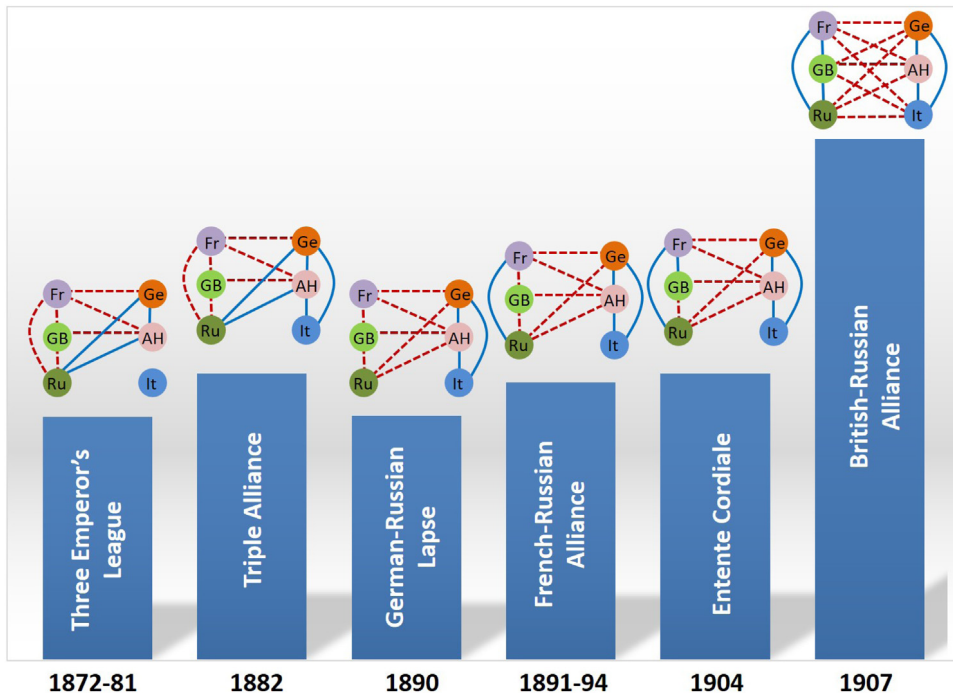 Fr Ge
GB AH
Ru It
Fr Ge
GB AH
Ru It
Fr Ge
GB AH
Ru It
Fr Ge
GB AH
Ru It
Fr Ge
GB AH
Ru It
Fr Ge
GB AH
Ru It
Three Emperor's
League
Triple Alliance
German-Russian
Lapse
French-Russian
Alliance
Entente Cordiale
British-Russian
Alliance
1872-81 1882 1890 1891-94 1904 1907